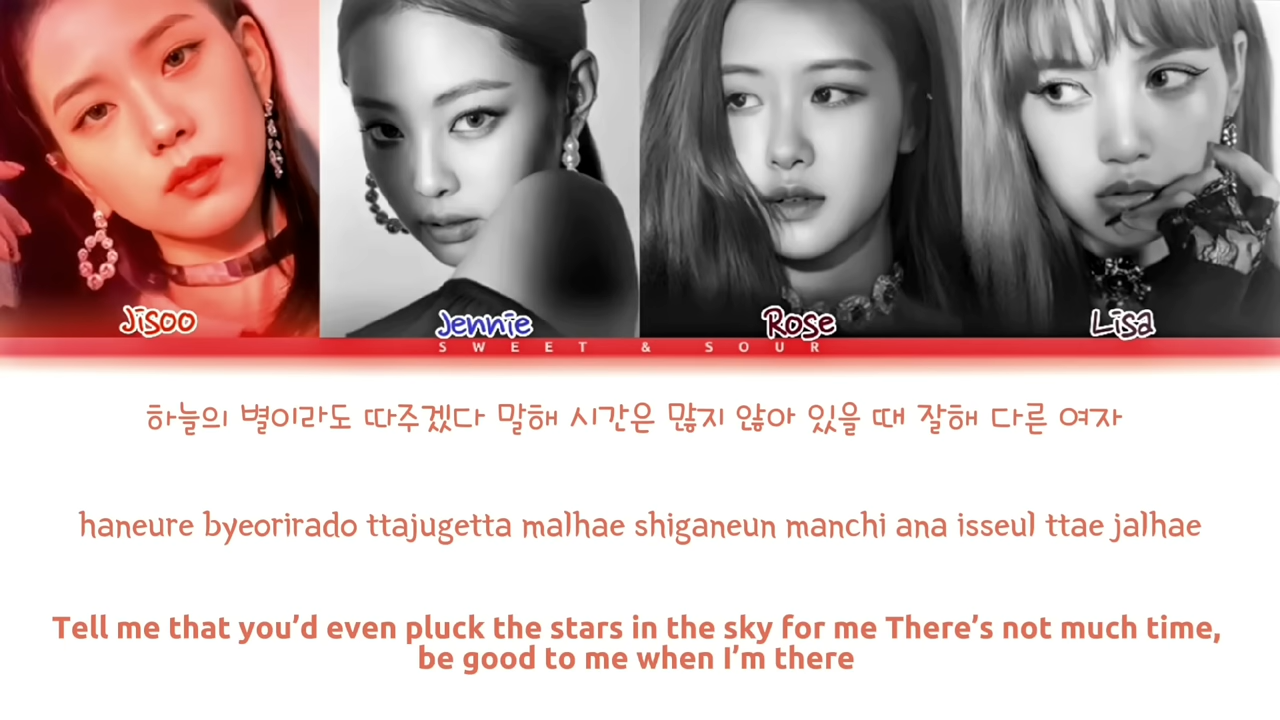 Jisoo
Jennie
Rose
Lisa
SWEET & SOUR
하늘의 별이라도 따주겠다 말해 시간은 많지 않아 있을 때 잘해 다른 여자
haneure byeorirado ttajugetta malhae shiganeun manchi ana isseul ttae jalhae
Tell me that you’d even pluck the stars in the sky for me There’s not much time,
be good to me when I’m there